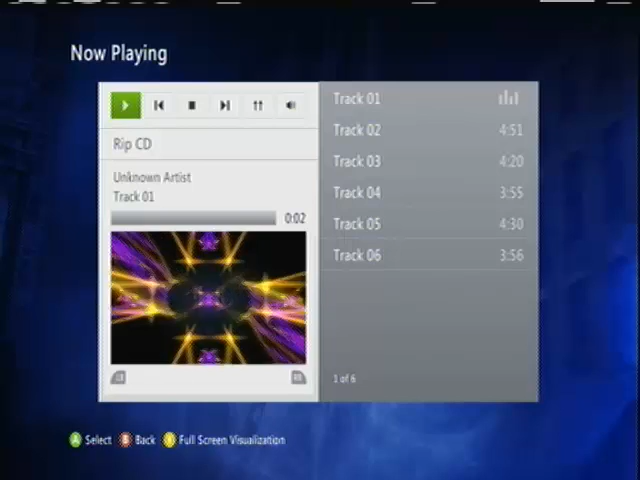 Now Playing
Rip CD
Unknown Artist
Track 01
0:02
Track 01
Track 02 4:51
Track 03 4:20
Track 04 3:55
Track 05 4:30
Track 06 3:56
1 of 6
LB
RB
A Select B Back Y Full Screen Visualization